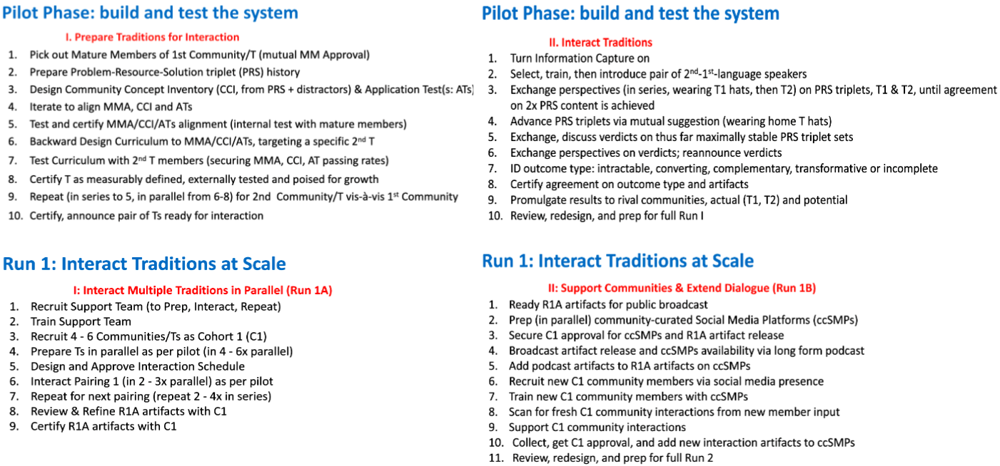 Pilot Phase: build and test the system
I. Prepare Traditions for Interaction
1. Pick out Mature Members of 1st Community/T (mutual MM Approval)
2. Prepare Problem-Resource-Solution triplet (PRS) history
3. Design Community Concept Inventory (CCI, from PRS + distractors) & Application Test(s: ATs)
4. Iterate to align MMA, CCI and ATs
5. Test and certify MMA/CCI/ATs alignment (internal test with mature members)
6. Backward Design Curriculum to MMA/CCI/ATs, targeting a specific 2nd T
7. Test Curriculum with 2nd T members (securing MMA, CCI, AT passing rates)
8. Certify T as measurably defined, externally tested and poised for growth
9. Repeat (in series to 5, in parallel from 6-8) for 2nd Community/T vis-à-vis 1st Community
10. Certify, announce pair of Ts ready for interaction
Pilot Phase: build and test the system
II. Interact Traditions
1. Turn Information Capture on
2. Select, train, then introduce pair of 2nd-1st-language speakers
3. Exchange perspectives (in series, wearing T1 hats, then T2) on PRS triplets, T1 & T2, until agreement
on 2x PRS content is achieved
4. Advance PRS triplets via mutual suggestion (wearing home T hats)
5. Exchange, discuss verdicts on thus far maximally stable PRS triplet sets
6. Exchange perspectives on verdicts; reannounce verdicts
7. ID outcome type: intractable, converting, complementary, transformative or incomplete
8. Certify agreement on outcome type and artifacts
9. Promulgate results to rival communities, actual (T1, T2) and potential
10. Review, redesign, and prep for full Run I
Run 1: Interact Traditions at Scale
I: Interact Multiple Traditions in Parallel (Run 1A)
1. Recruit Support Team (to Prep, Interact, Repeat)
2. Train Support Team
3. Recruit 4 - 6 Communities/Ts as Cohort 1 (C1)
4. Prepare Ts in parallel as per pilot (in 4 - 6x parallel)
5. Design and Approve Interaction Schedule
6. Interact Pairing 1 (in 2 - 3x parallel) as per pilot
7. Repeat for next pairing (repeat 2 - 4x in series)
8. Review & Refine R1A artifacts with C1
9. Certify R1A artifacts with C1
Run 1: Interact Traditions at Scale
II: Support Communities & Extend Dialogue (Run 1B)
1. Ready R1A artifacts for public broadcast
2. Prep (in parallel) community-curated Social Media Platforms (ccSMPs)
3. Secure C1 approval for ccSMPs and R1A artifact release
4. Broadcast artifact release and ccSMPs availability via long form podcast
5. Add podcast artifacts to R1A artifacts on ccSMPs
6. Recruit new C1 community members via social media presence
7. Train new C1 community members with ccSMPs
8. Scan for fresh C1 community interactions from new member input
9. Support C1 community interactions
10. Collect, get C1 approval, and add new interaction artifacts to ccSMPs
11. Review, redesign, and prep for full Run 2